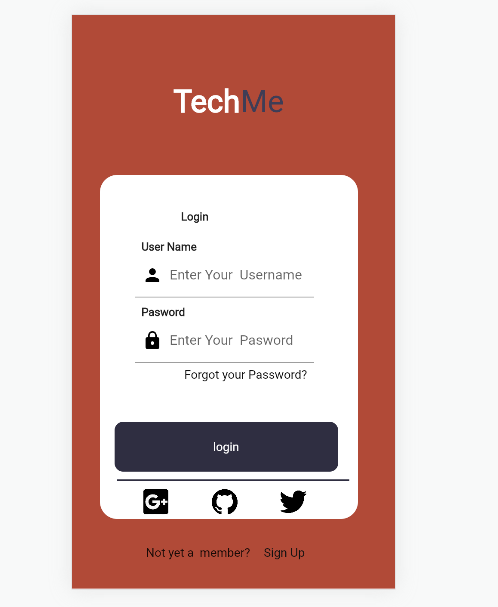 TechMe
Login
User Name
Enter Your  Username
Pasword
Enter Your  Pasword
Forgot your Password?
login
G+
Not yet a  member?    Sign Up